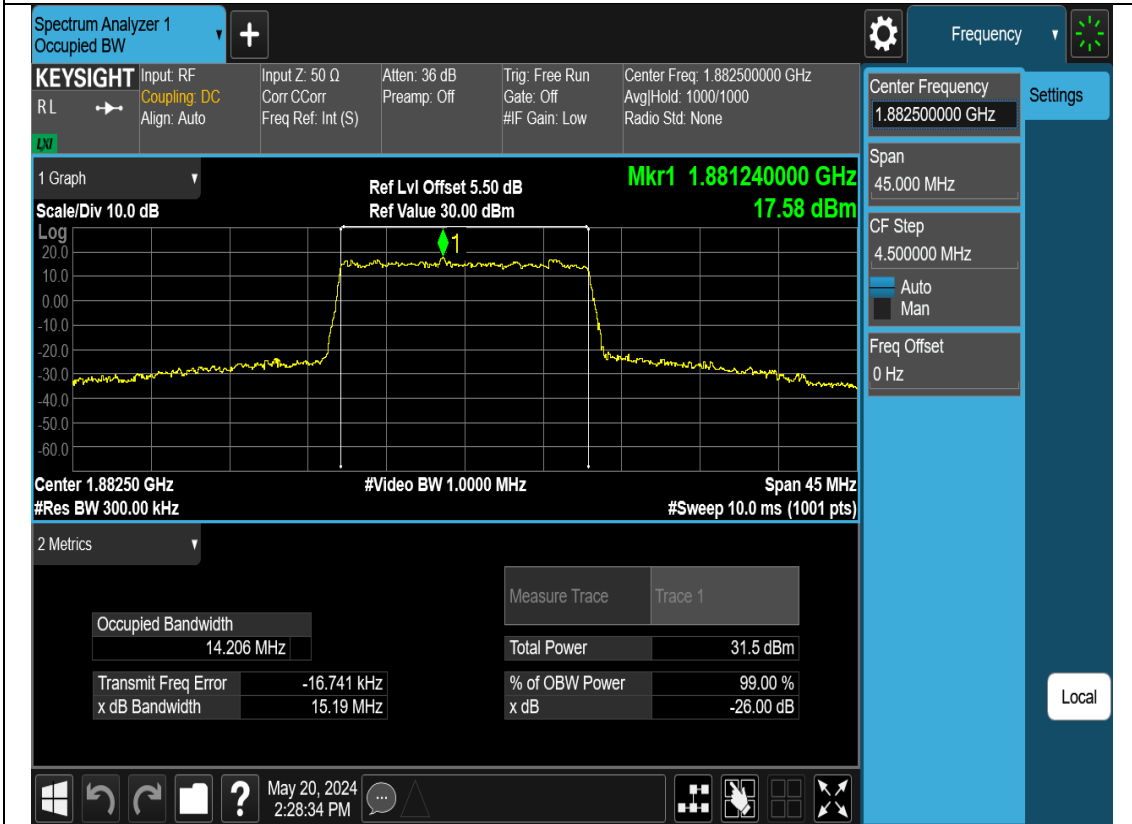 Spectrum Analyzer 1
Occupied BW
Frequency
KEYSIGHT
R L
LXI
Input: RF
Coupling: DC
Align: Auto
Input Z: 50 Ω
Corr CCorr
Freq Ref: Int (S)
Atten: 36 dB
Preamp: Off
Trig: Free Run
Gate: Off
#IF Gain: Low
Center Freq: 1.882500000 GHz
Avg|Hold: 1000/1000
Radio Std: None
Center Frequency
1.882500000 GHz
Settings
Span
45.000 MHz
CF Step
4.500000 MHz
Auto
Man
Freq Offset
0 Hz
Local
1 Graph
Scale/Div 10.0 dB
Ref Lvl Offset 5.50 dB
Ref Value 30.00 dBm
Mkr1 1.881240000 GHz
17.58 dBm
Log
1
20.0
10.0
0.00
-10.0
-20.0
-30.0
-40.0
-50.0
-60.0
Center 1.88250 GHz
#Video BW 1.0000 MHz
Span 45 MHz
#Res BW 300.00 kHz
#Sweep 10.0 ms (1001 pts)
2 Metrics
Measure Trace
Trace 1
Occupied Bandwidth
14.206 MHz
Total Power
31.5 dBm
Transmit Freq Error
-16.741 kHz
% of OBW Power
99.00 %
x dB Bandwidth
15.19 MHz
x dB
-26.00 dB
?
May 20, 2024
2:28:34 PM